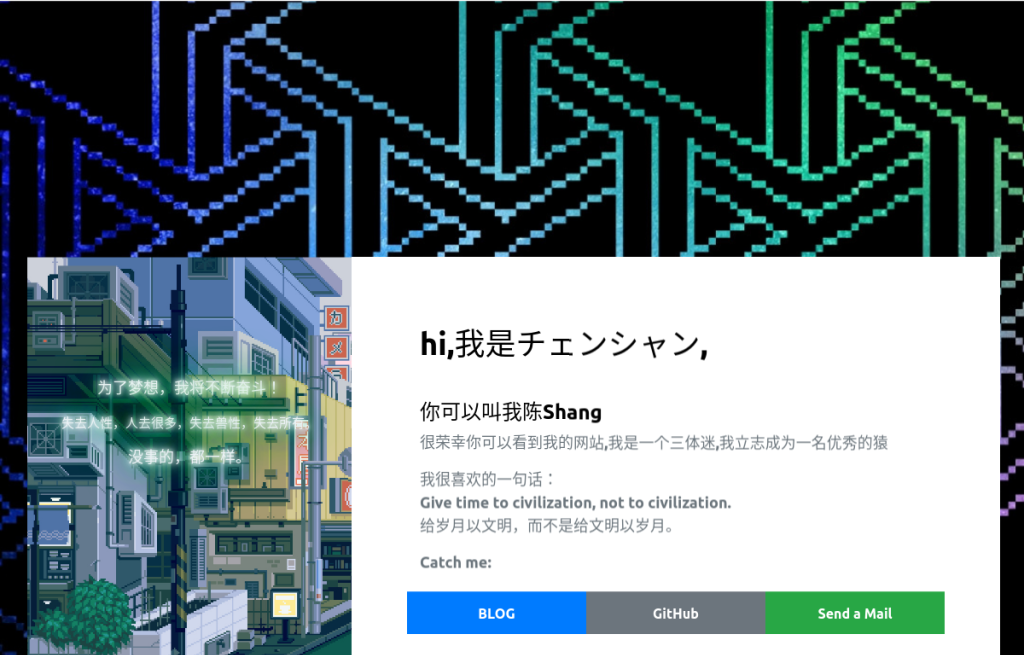 カ
メ
为了梦想，我将不断奋斗！
失去人性，人去很多，失去兽性，失去所有。
没事的，都一样。
hi,我是チェンシャン,
你可以叫我陈Shang
很荣幸你可以看到我的网站,我是一个三体迷,我立志成为一名优秀的猿
我很喜欢的一句话：
Give time to civilization, not to civilization.
给岁月以文明，而不是给文明以岁月。
Catch me:
BLOG
GitHub
Send a Mail